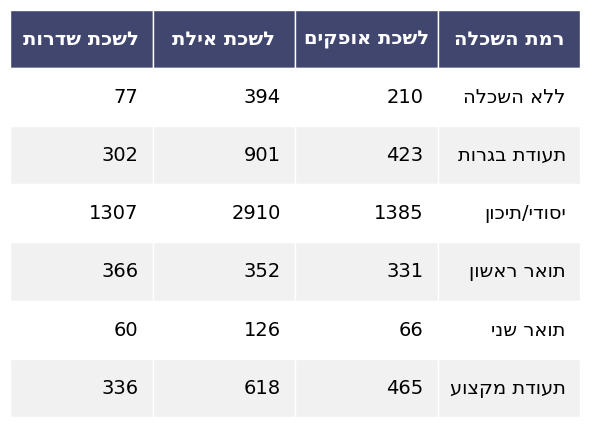 רמת השכלה לשכת אופקים לשכת אילת לשכת שדרות
ללא השכלה 210 394 77
תעודת בגרות 423 901 302
יסודי/תיכון 1385 2910 1307
תואר ראשון 331 352 366
תואר שני 66 126 60
תעודת מקצוע 465 618 336